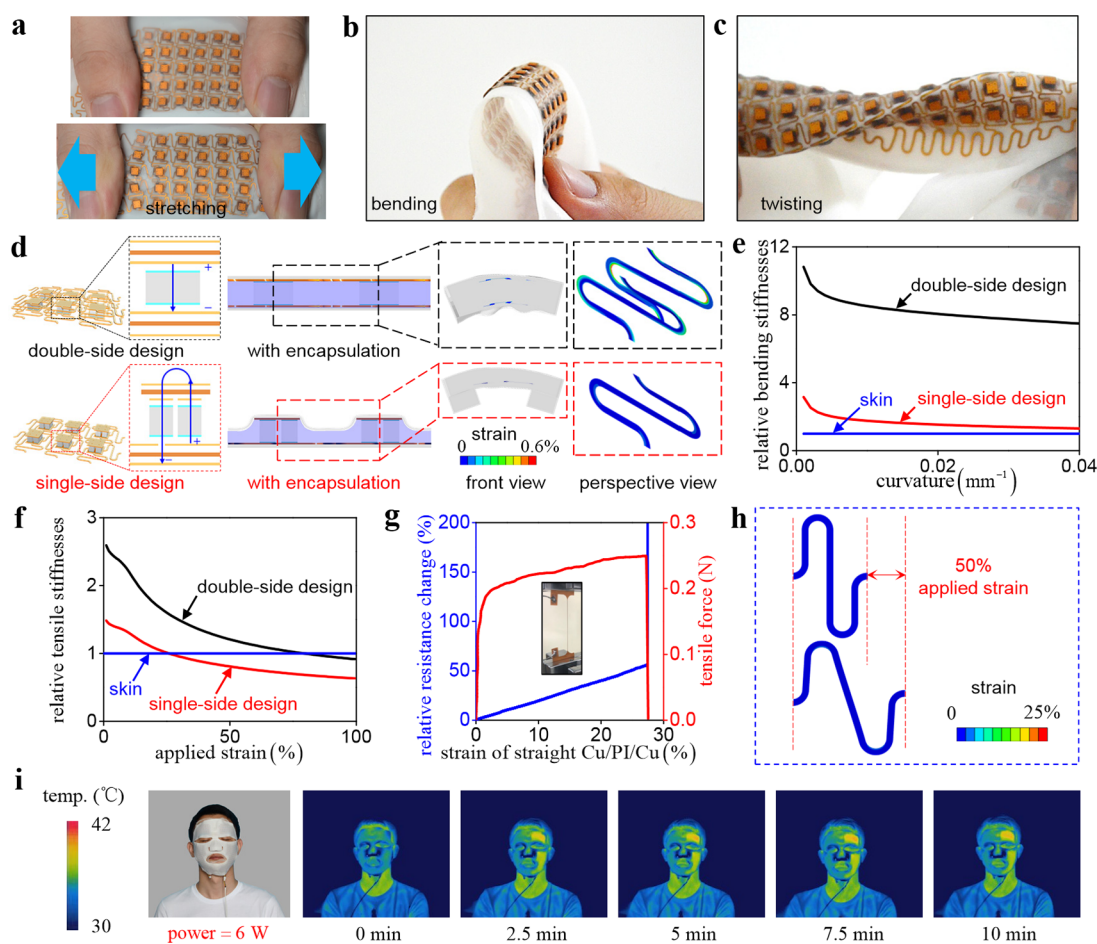 a
stretching
b
bending
c
twisting
d
+
−
double-side design
with encapsulation
+
−
single-side design
with encapsulation
strain
0
0.6%
front view
perspective view
e
relative bending stiffnesses
12
8
4
0
0.00
0.02
0.04
curvature (mm⁻¹)
double-side design
skin
single-side design
f
relative tensile stiffnesses
3
2
1
0
0
50
100
applied strain (%)
double-side design
skin
single-side design
g
relative resistance change (%)
200
150
100
50
0
0
10
20
30
strain of straight Cu/PI/Cu (%)
0.3
0.2
0.1
0.0
tensile force (N)
h
50%
applied strain
strain
0
25%
i
temp. (℃)
42
30
power = 6 W
0 min
2.5 min
5 min
7.5 min
10 min